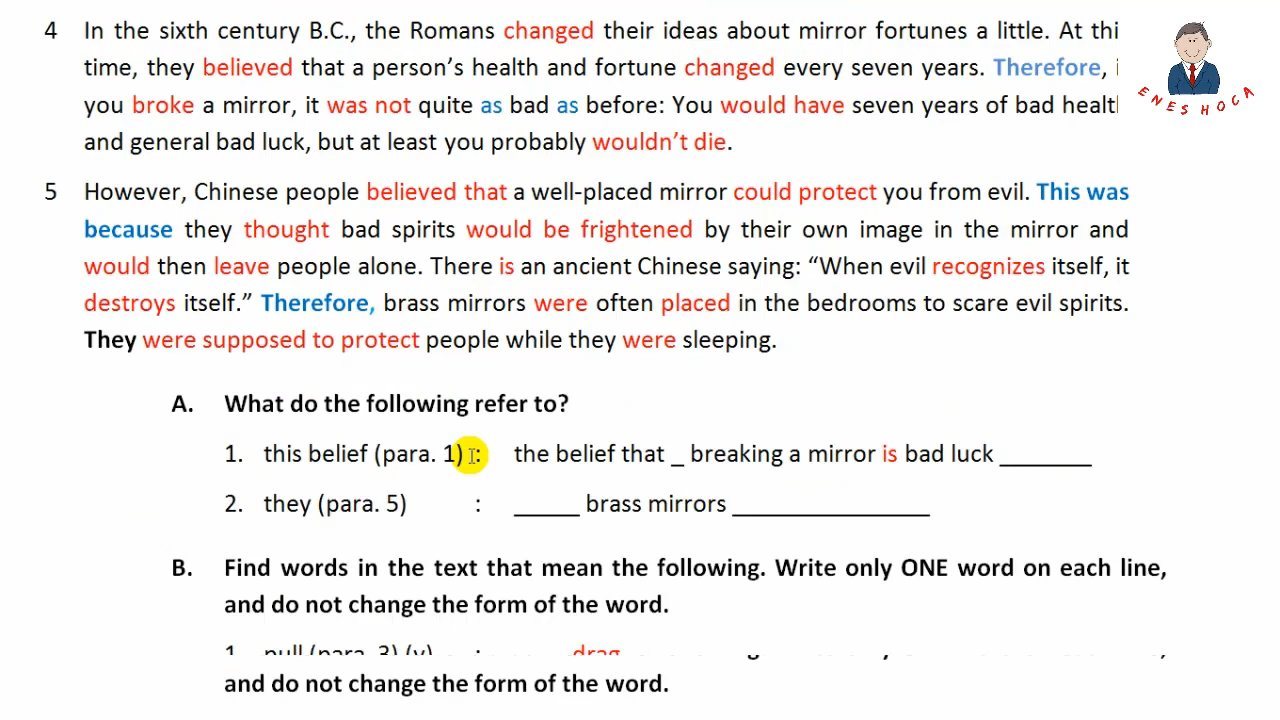 4 In the sixth century B.C., the Romans changed their ideas about mirror fortunes a little. At thi
time, they believed that a person's health and fortune changed every seven years. Therefore, i
you broke a mirror, it was not quite as bad as before: You would have seven years of bad healt
and general bad luck, but at least you probably wouldn't die.
ENES HOCA
5 However, Chinese people believed that a well-placed mirror could protect you from evil. This was
because they thought bad spirits would be frightened by their own image in the mirror and
would then leave people alone. There is an ancient Chinese saying: “When evil recognizes itself, it
destroys itself.” Therefore, brass mirrors were often placed in the bedrooms to scare evil spirits.
They were supposed to protect people while they were sleeping.
A. What do the following refer to?
1. this belief (para. 1) : the belief that _ breaking a mirror is bad luck _______
2. they (para. 5) : _____ brass mirrors _______________
B. Find words in the text that mean the following. Write only ONE word on each line,
and do not change the form of the word.
1. pull (para. 3) (v) : drag
and do not change the form of the word.